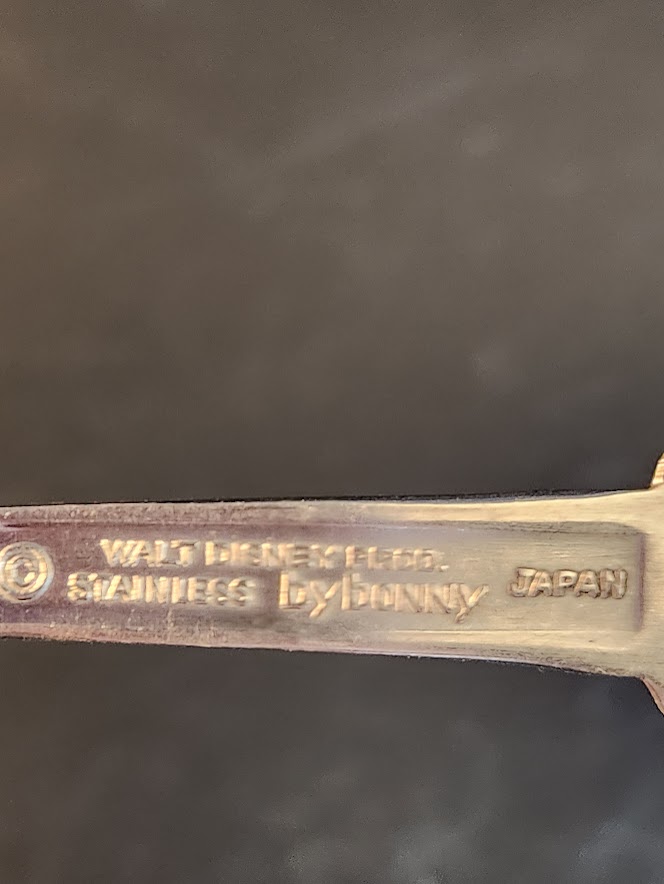 © WALT DISNEY PROD.
STAINLESS by bonny JAPAN